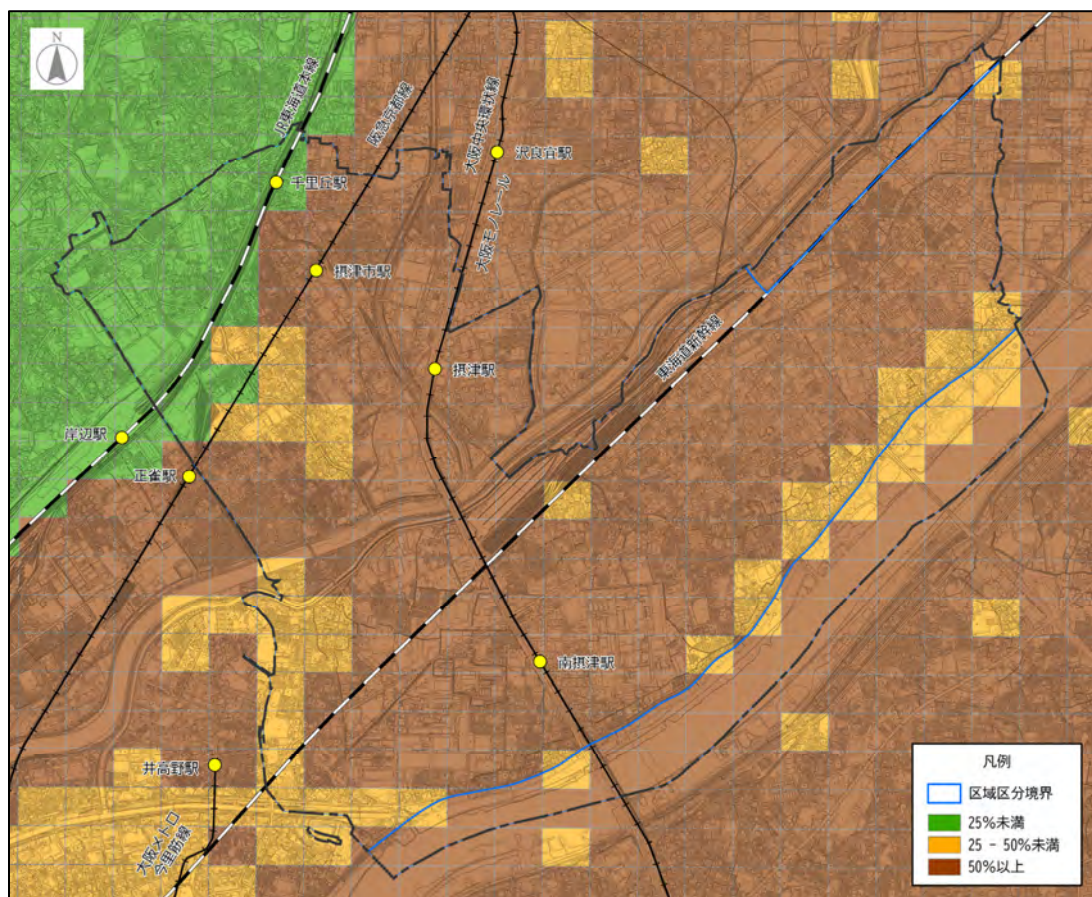 N
JR東海道本線
阪急京都線
大阪中央環状線
沢良宜駅
千里丘駅
大阪モノレール
摂津市駅
東海道新幹線
摂津駅
岸辺駅
正雀駅
南摂津駅
井高野駅
大阪メトロ
今里筋線
凡例
区域区分境界
25%未満
25 - 50%未満
50%以上